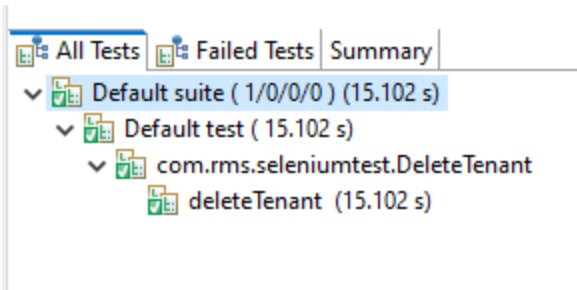 All Tests Failed Tests Summary
Default suite ( 1/0/0/0 ) (15.102 s)
Default test ( 15.102 s)
com.rms.seleniumtest.DeleteTenant
deleteTenant (15.102 s)